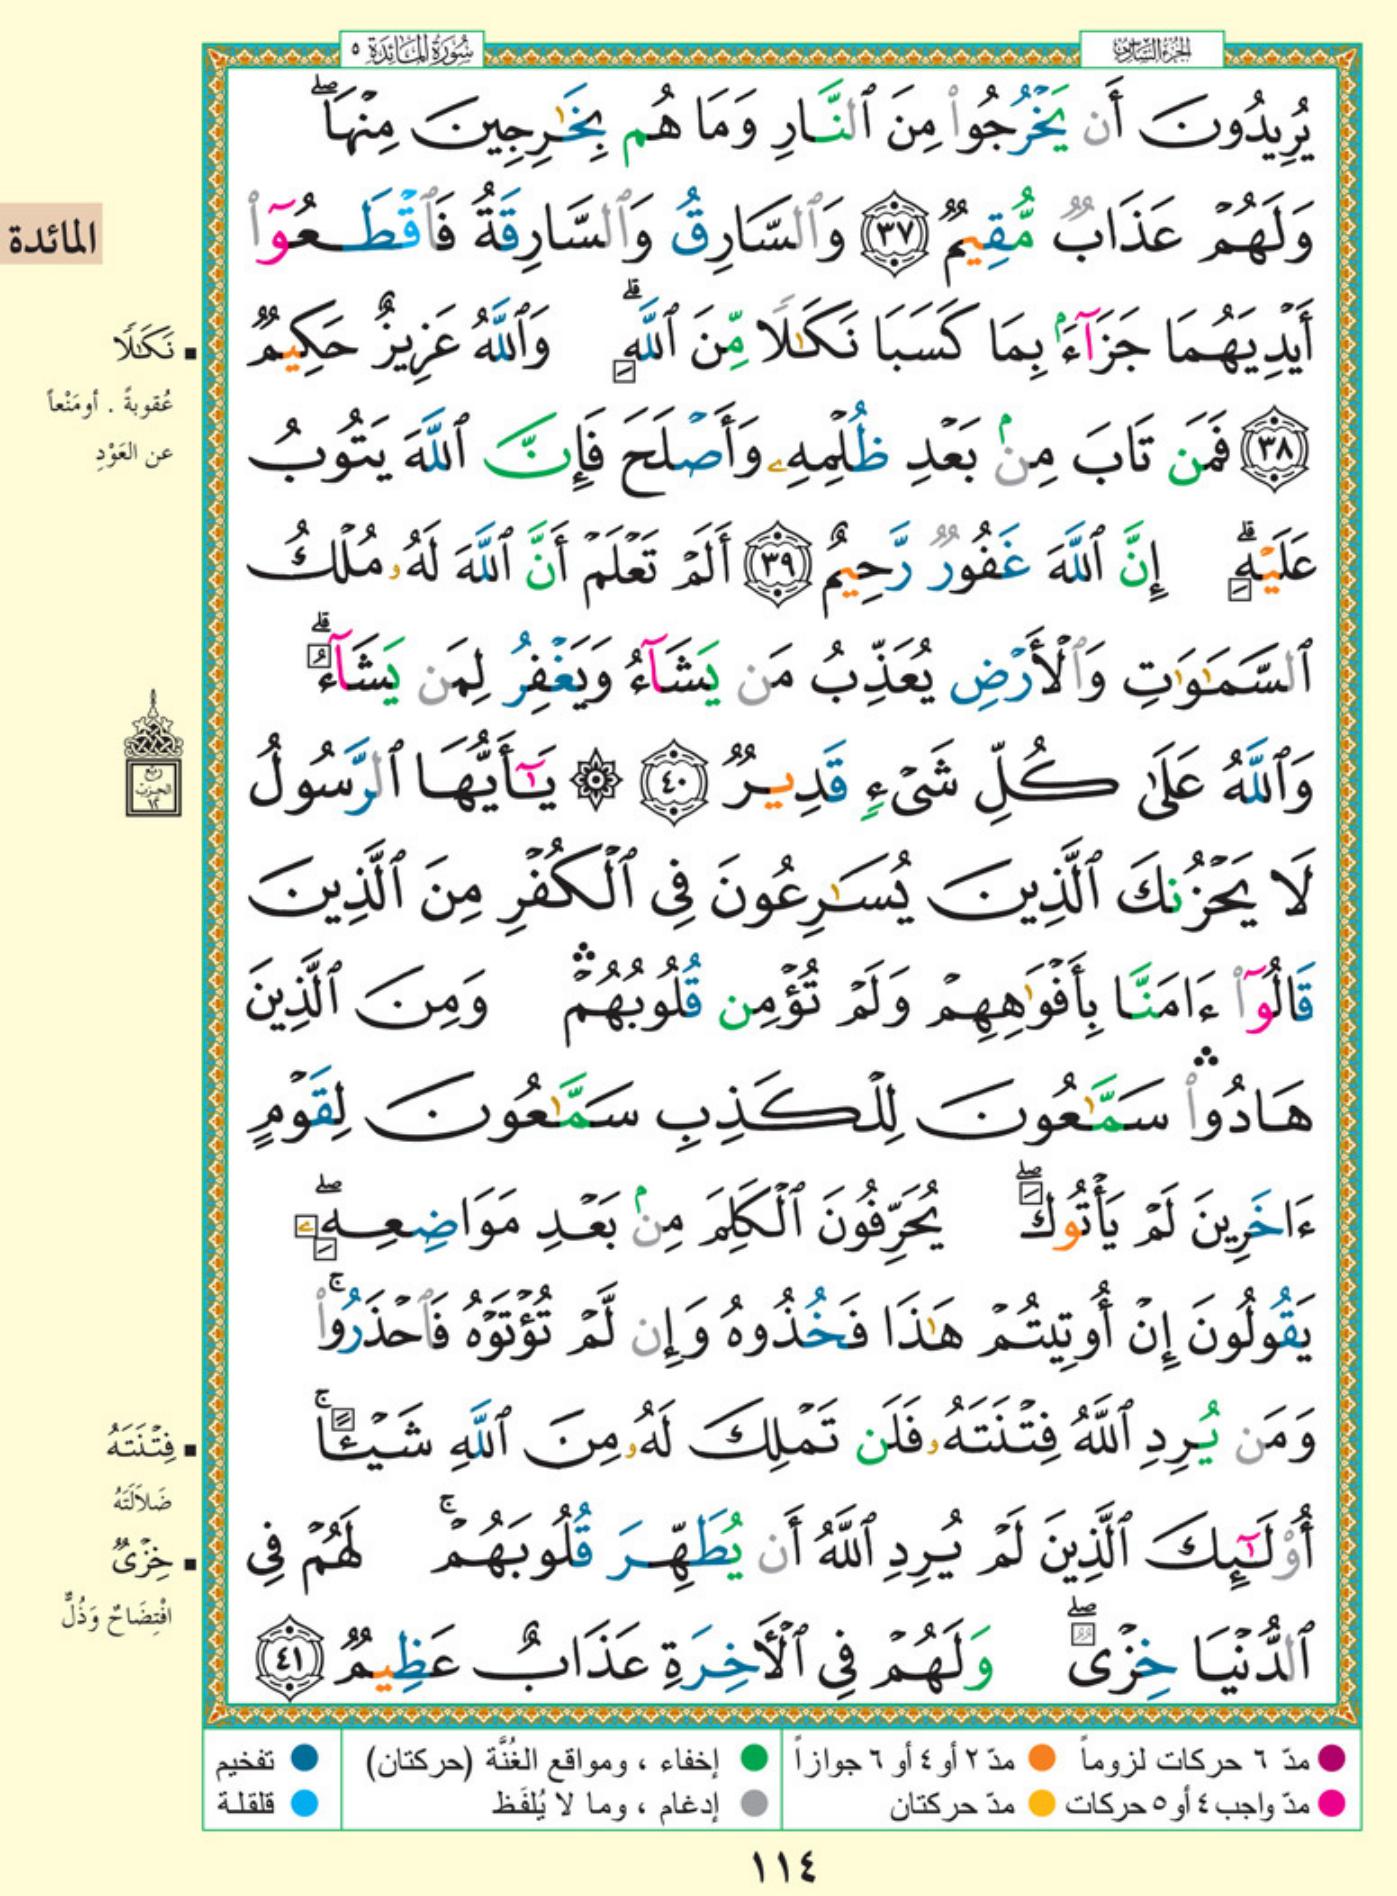 الجزء السادس
سورة المائدة ٥
يُرِيدُونَ أَن يَخْرُجُوا۟ مِنَ ٱلنَّارِ وَمَا هُم بِخَـٰرِجِينَ مِنْهَا ۖ
وَلَهُمْ عَذَابٌ مُّقِيمٌ ٣٧ وَٱلسَّارِقُ وَٱلسَّارِقَةُ فَٱقْطَعُوٓا۟
أَيْدِيَهُمَا جَزَآءًۢ بِمَا كَسَبَا نَكَـٰلًا مِّنَ ٱللَّهِ ۗ وَٱللَّهُ عَزِيزٌ حَكِيمٌ
٣٨ فَمَن تَابَ مِنۢ بَعْدِ ظُلْمِهِۦ وَأَصْلَحَ فَإِنَّ ٱللَّهَ يَتُوبُ
عَلَيْهِ ۗ إِنَّ ٱللَّهَ غَفُورٌ رَّحِيمٌ ٣٩ أَلَمْ تَعْلَمْ أَنَّ ٱللَّهَ لَهُۥ مُلْكُ
ٱلسَّمَـٰوَٰتِ وَٱلْأَرْضِ يُعَذِّبُ مَن يَشَآءُ وَيَغْفِرُ لِمَن يَشَآءُ ۗ
وَٱللَّهُ عَلَىٰ كُلِّ شَىْءٍ قَدِيرٌ ٤٠ ۞ يَـٰٓأَيُّهَا ٱلرَّسُولُ
لَا يَحْزُنكَ ٱلَّذِينَ يُسَـٰرِعُونَ فِى ٱلْكُفْرِ مِنَ ٱلَّذِينَ
قَالُوٓا۟ ءَامَنَّا بِأَفْوَٰهِهِمْ وَلَمْ تُؤْمِن قُلُوبُهُمْ ۛ وَمِنَ ٱلَّذِينَ
هَادُوا۟ ۛ سَمَّـٰعُونَ لِلْكَذِبِ سَمَّـٰعُونَ لِقَوْمٍ
ءَاخَرِينَ لَمْ يَأْتُوكَ ۖ يُحَرِّفُونَ ٱلْكَلِمَ مِنۢ بَعْدِ مَوَاضِعِهِۦ ۖ
يَقُولُونَ إِنْ أُوتِيتُمْ هَـٰذَا فَخُذُوهُ وَإِن لَّمْ تُؤْتَوْهُ فَٱحْذَرُوا۟ ۚ
وَمَن يُرِدِ ٱللَّهُ فِتْنَتَهُۥ فَلَن تَمْلِكَ لَهُۥ مِنَ ٱللَّهِ شَيْـًٔا ۚ
أُو۟لَـٰٓئِكَ ٱلَّذِينَ لَمْ يُرِدِ ٱللَّهُ أَن يُطَهِّرَ قُلُوبَهُمْ ۚ لَهُمْ فِى
ٱلدُّنْيَا خِزْىٌ ۖ وَلَهُمْ فِى ٱلْـَٔاخِرَةِ عَذَابٌ عَظِيمٌ ٤١
المائدة
نَكَـٰلًا
عُقوبةً . أو مَنْعاً
عن العَوْدِ
ربع
الحزب
١٢
فِتْنَتَهُ
ضَلاَلَتَهُ
خِزْىٌ
افْتِضَاحٌ وَذُلٌّ
مدّ ٦ حركات لزوماً مدّ ٢ أو ٤ أو ٦ جوازاً إخفاء ، ومواقع الغُنَّة (حركتان) تفخيم
مدّ واجب ٤ أو ٥ حركات مدّ حركتان إدغام ، وما لا يُلفَظ قلقلة
١١٤